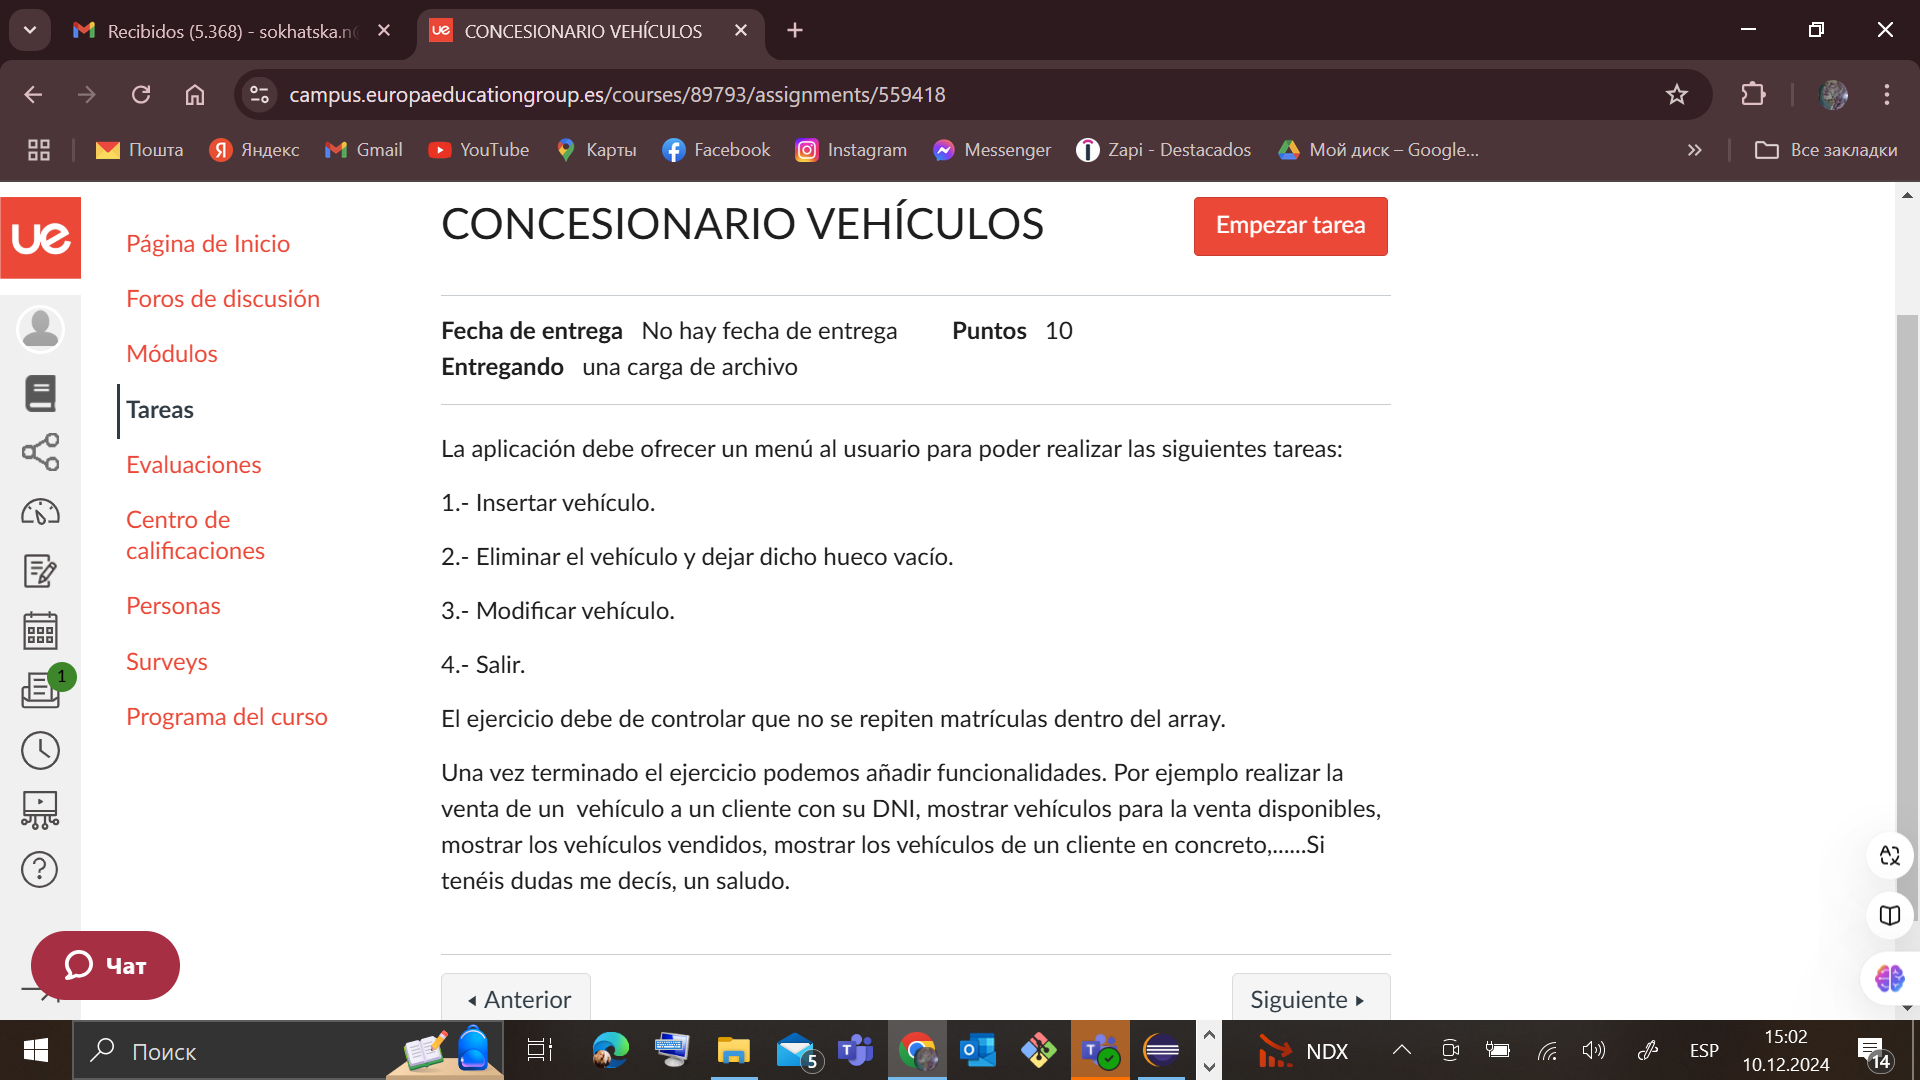 Recibidos (5.368) - sokhatska.n
CONCESIONARIO VEHÍCULOS
campus.europaeducationgroup.es/courses/89793/assignments/559418
Пошта
Яндекс
Gmail
YouTube
Карты
Facebook
Instagram
Messenger
Zapi - Destacados
Мой диск – Google...
Все закладки
ue
Página de Inicio
Foros de discusión
Módulos
Tareas
Evaluaciones
Centro de
calificaciones
Personas
Surveys
Programa del curso
1
Чат
CONCESIONARIO VEHÍCULOS
Empezar tarea
Fecha de entrega No hay fecha de entrega Puntos 10
Entregando una carga de archivo
La aplicación debe ofrecer un menú al usuario para poder realizar las siguientes tareas:
1.- Insertar vehículo.
2.- Eliminar el vehículo y dejar dicho hueco vacío.
3.- Modificar vehículo.
4.- Salir.
El ejercicio debe de controlar que no se repiten matrículas dentro del array.
Una vez terminado el ejercicio podemos añadir funcionalidades. Por ejemplo realizar la
venta de un  vehículo a un cliente con su DNI, mostrar vehículos para la venta disponibles,
mostrar los vehículos vendidos, mostrar los vehículos de un cliente en concreto,......Si
tenéis dudas me decís, un saludo.
Anterior
Siguiente
Поиск
5
NDX
ESP
15:02
10.12.2024
14